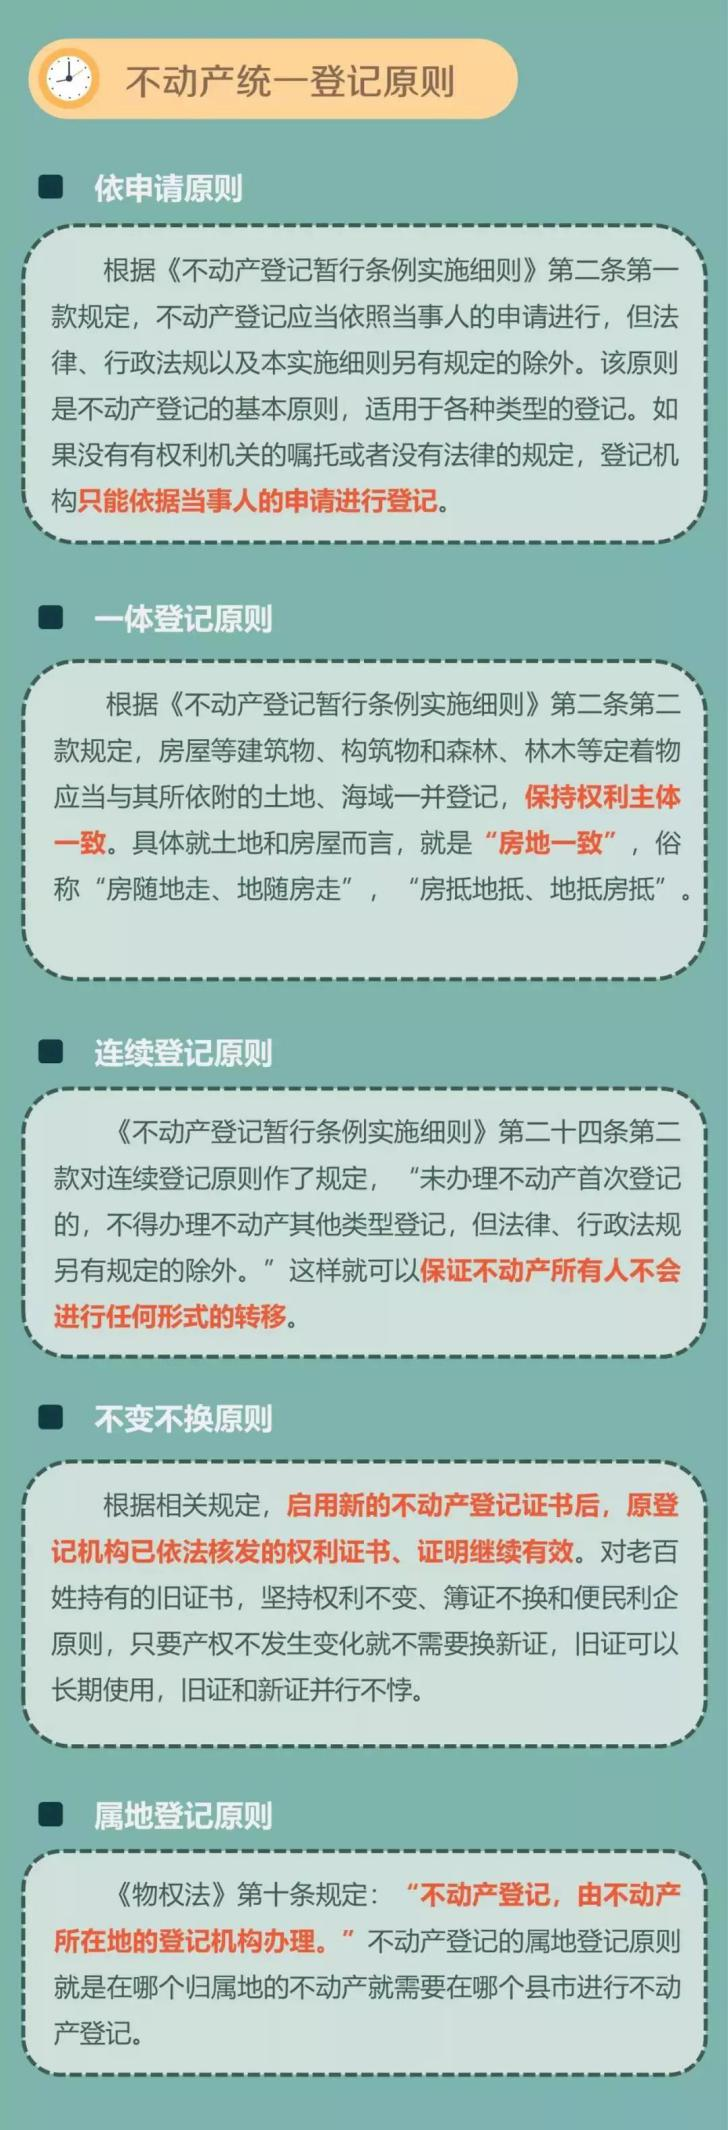 不动产统一登记原则
依申请原则
根据《不动产登记暂行条例实施细则》第二条第一
款规定，不动产登记应当依照当事人的申请进行，但法
律、行政法规以及本实施细则另有规定的除外。该原则
是不动产登记的基本原则，适用于各种类型的登记。如
果没有有权利机关的嘱托或者没有法律的规定，登记机
构只能依据当事人的申请进行登记。
一体登记原则
根据《不动产登记暂行条例实施细则》第二条第二
款规定，房屋等建筑物、构筑物和森林、林木等定着物
应当与其所依附的土地、海域一并登记，保持权利主体
一致。具体就土地和房屋而言，就是“房地一致”，俗
称“房随地走、地随房走”，“房抵地抵、地抵房抵”。
连续登记原则
《不动产登记暂行条例实施细则》第二十四条第二
款对连续登记原则作了规定，“未办理不动产首次登记
的，不得办理不动产其他类型登记，但法律、行政法规
另有规定的除外。”这样就可以保证不动产所有人不会
进行任何形式的转移。
不变不换原则
根据相关规定，启用新的不动产登记证书后，原登
记机构已依法核发的权利证书、证明继续有效。对老百
姓持有的旧证书，坚持权利不变、簿证不换和便民利企
原则，只要产权不发生变化就不需要换新证，旧证可以
长期使用，旧证和新证并行不悖。
属地登记原则
《物权法》第十条规定：“不动产登记，由不动产
所在地的登记机构办理。”不动产登记的属地登记原则
就是在哪个归属地的不动产就需要在哪个县市进行不动
产登记。